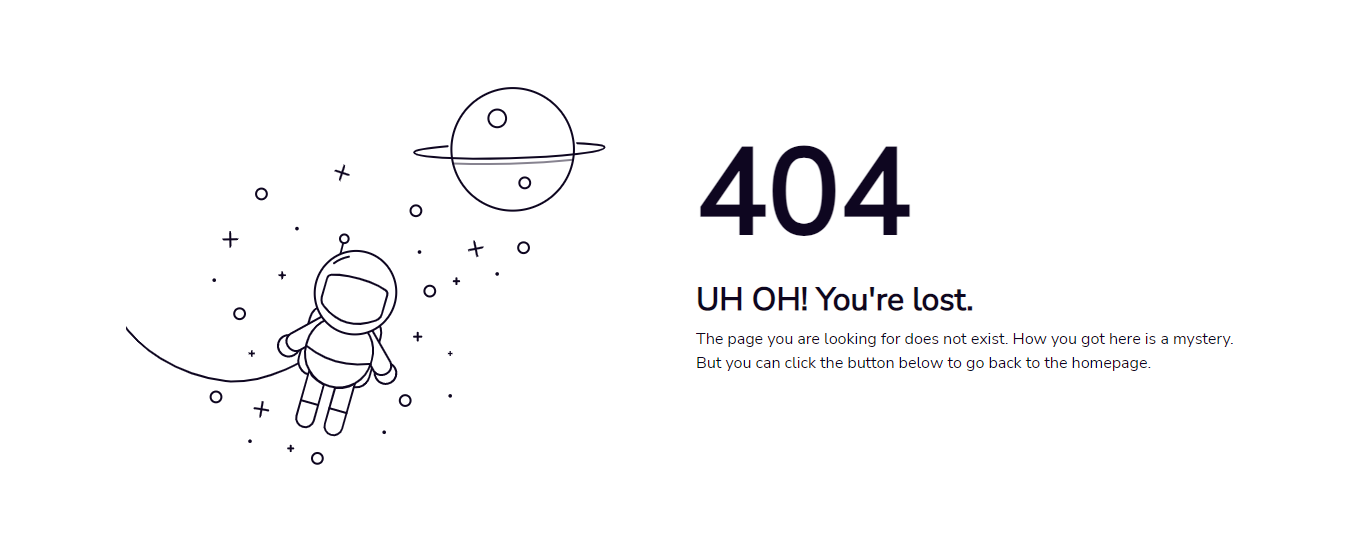 404
UH OH! You're lost.
The page you are looking for does not exist. How you got here is a mystery.
But you can click the button below to go back to the homepage.